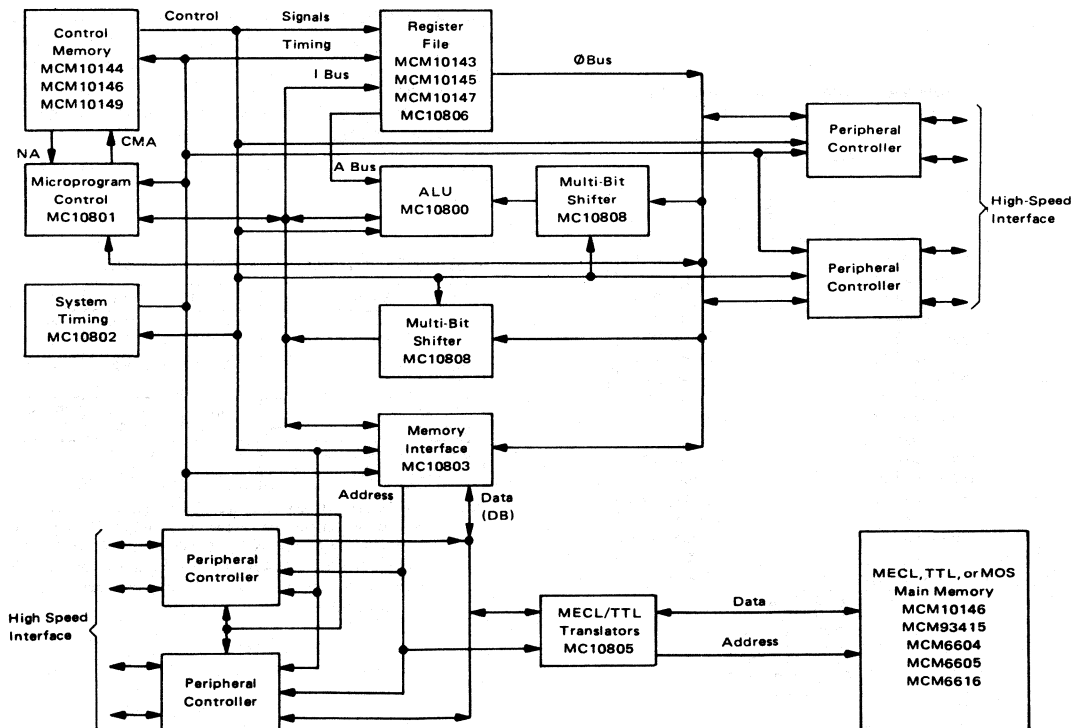 Control
Memory
MCM10144
MCM10146
MCM10149
Control
Signals
Timing
I Bus
Register
File
MCM10143
MCM10145
MCM10147
MC10806
ØBus
Peripheral
Controller
NA
CMA
A Bus
Microprogram
Control
MC10801
ALU
MC10800
Multi-Bit
Shifter
MC10808
High-Speed
Interface
Peripheral
Controller
System
Timing
MC10802
Multi-Bit
Shifter
MC10808
Memory
Interface
MC10803
Address
Data
(DB)
Peripheral
Controller
High Speed
Interface
Peripheral
Controller
MECL/TTL
Translators
MC10805
Data
Address
MECL, TTL, or MOS
Main Memory
MCM10146
MCM93415
MCM6604
MCM6605
MCM6616